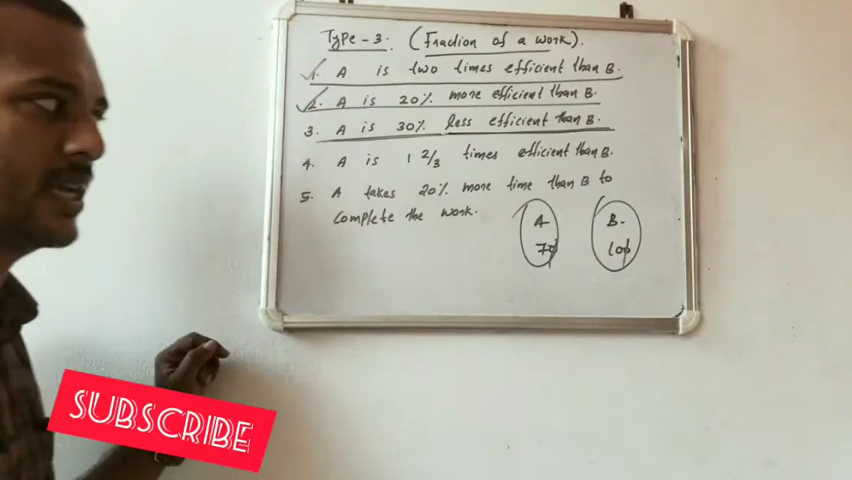 Type - 3. (Fraction of a work).
1. A is two times efficient than B.
2. A is 20% more efficient than B.
3. A is 30% less efficient than B.
4. A is 1 2/3 times efficient than B.
5. A takes 20% more time than B to
complete the work.
A B
70 100
SUBSCRIBE